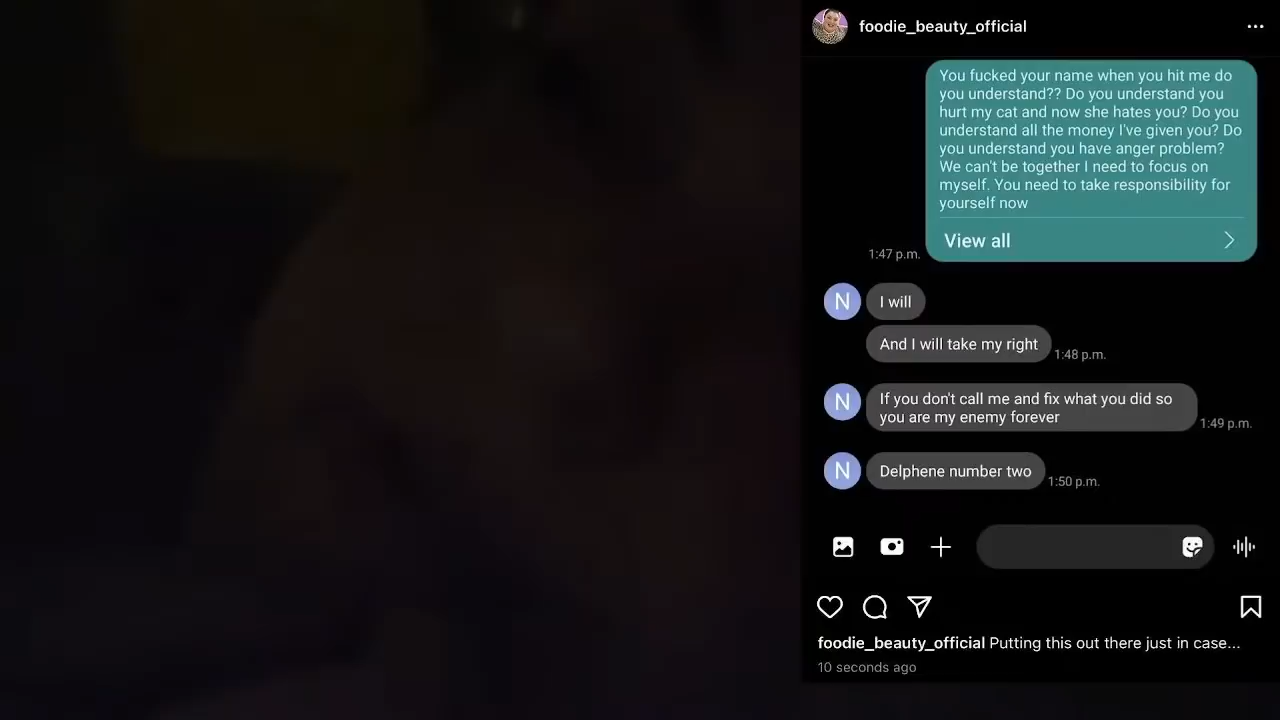 foodie_beauty_official
You fucked your name when you hit me do
you understand?? Do you understand you
hurt my cat and now she hates you? Do you
understand all the money I've given you? Do
you understand you have anger problem?
We can't be together I need to focus on
myself. You need to take responsibility for
yourself now
View all
1:47 p.m.
N
I will
And I will take my right
1:48 p.m.
N
If you don't call me and fix what you did so
you are my enemy forever
1:49 p.m.
N
Delphene number two
1:50 p.m.
foodie_beauty_official Putting this out there just in case...
10 seconds ago